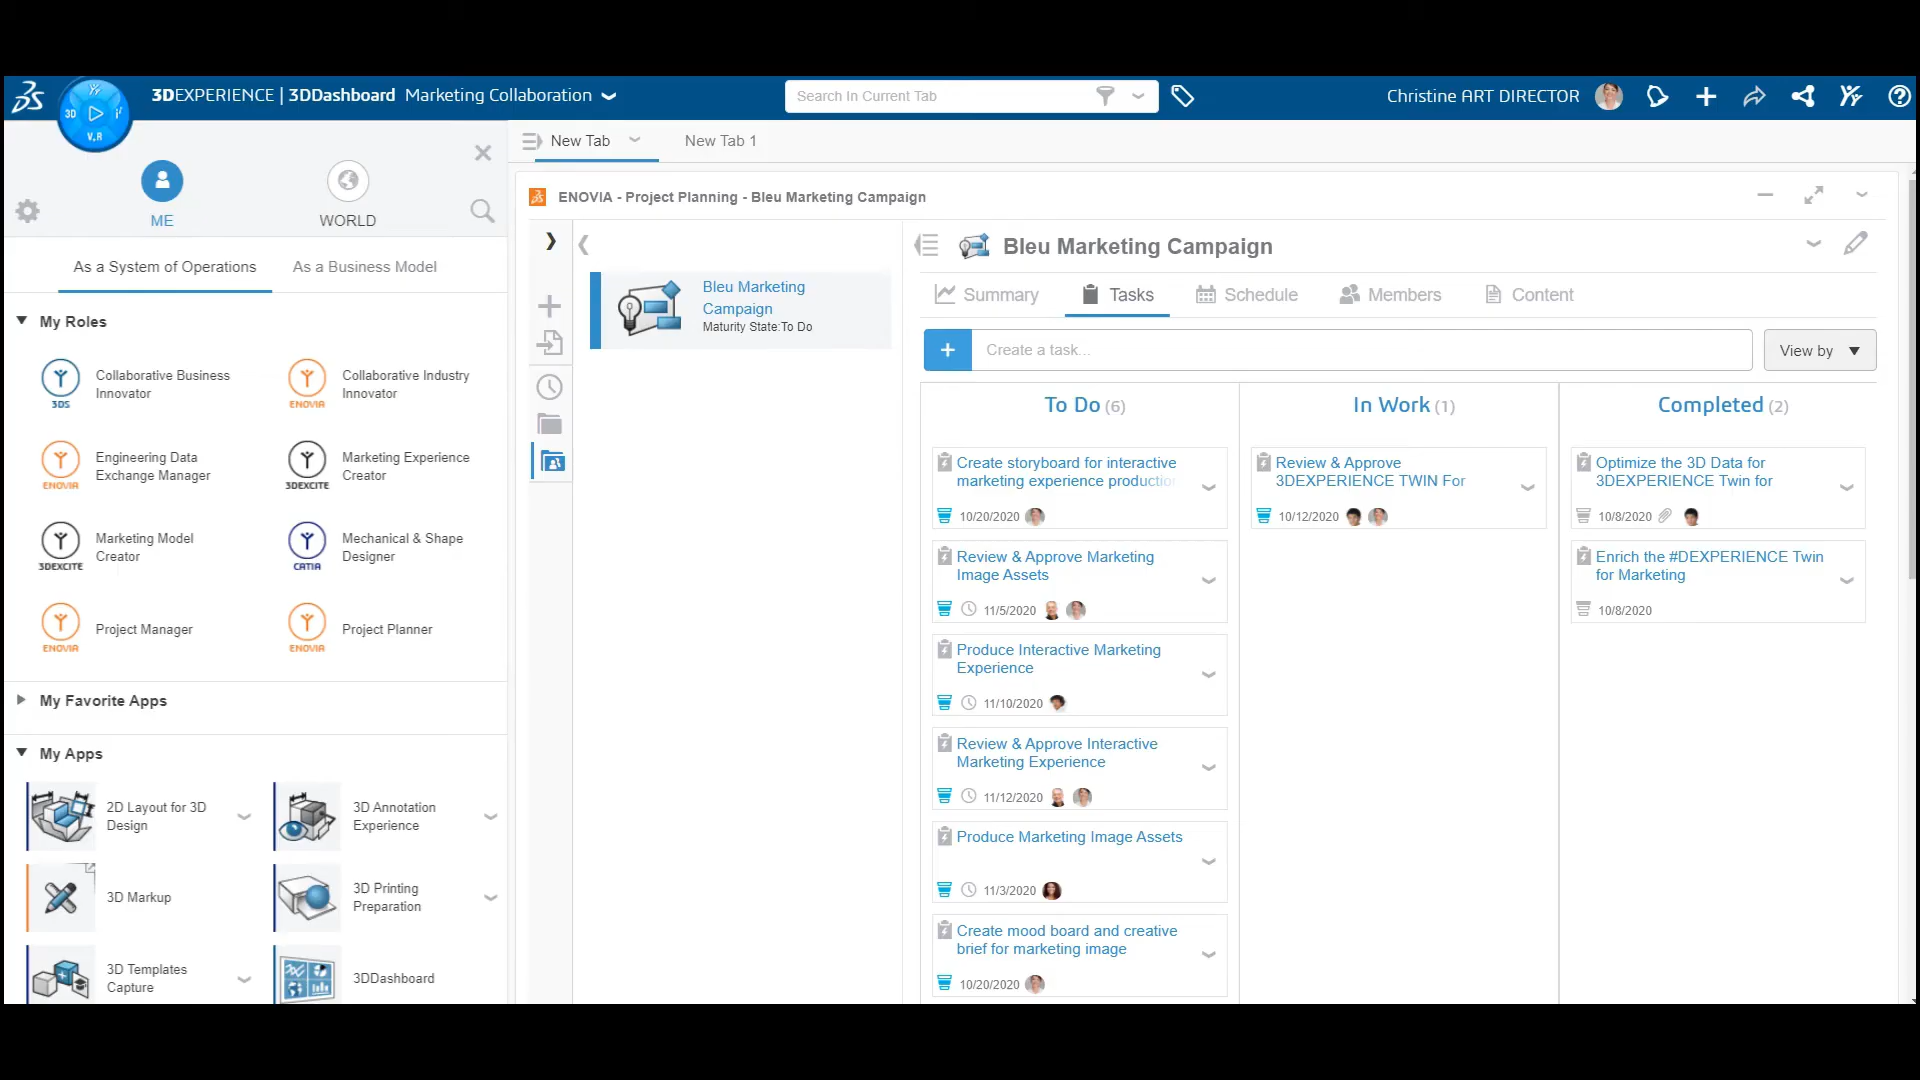 3DEXPERIENCE | 3DDashboard Marketing Collaboration
Search In Current Tab
Christine ART DIRECTOR
3D
V.R
ME
WORLD
As a System of Operations
As a Business Model
My Roles
3DS
Collaborative Business
Innovator
ENOVIA
Collaborative Industry
Innovator
ENOVIA
Engineering Data
Exchange Manager
3DEXCITE
Marketing Experience
Creator
3DEXCITE
Marketing Model
Creator
CATIA
Mechanical & Shape
Designer
ENOVIA
Project Manager
ENOVIA
Project Planner
My Favorite Apps
My Apps
2D Layout for 3D
Design
3D Annotation
Experience
3D Markup
3D Printing
Preparation
3D Templates
Capture
3DDashboard
New Tab
New Tab 1
ENOVIA - Project Planning - Bleu Marketing Campaign
Bleu Marketing
Campaign
Maturity State:To Do
Bleu Marketing Campaign
Summary
Tasks
Schedule
Members
Content
Create a task...
View by
To Do (6)
Create storyboard for interactive
marketing experience production
10/20/2020
Review & Approve Marketing
Image Assets
11/5/2020
Produce Interactive Marketing
Experience
11/10/2020
Review & Approve Interactive
Marketing Experience
11/12/2020
Produce Marketing Image Assets
11/3/2020
Create mood board and creative
brief for marketing image
10/20/2020
In Work (1)
Review & Approve
3DEXPERIENCE TWIN For
10/12/2020
Completed (2)
Optimize the 3D Data for
3DEXPERIENCE Twin for
10/8/2020
Enrich the #DEXPERIENCE Twin
for Marketing
10/8/2020